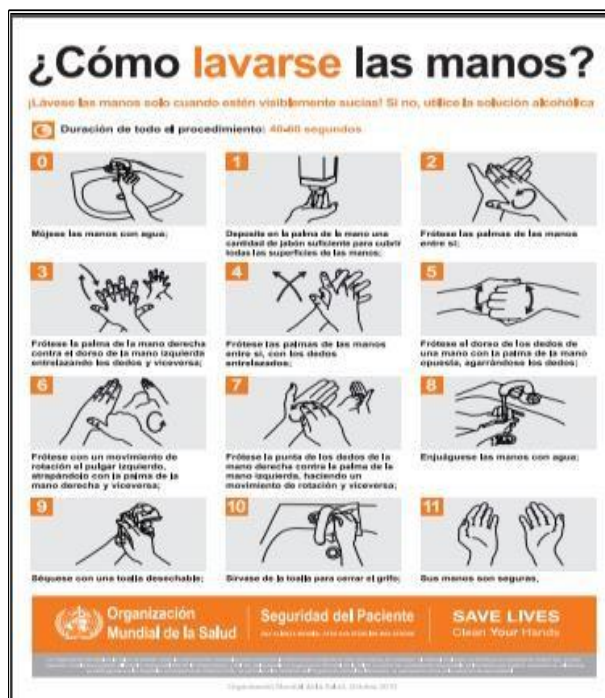 ¿Cómo lavarse las manos?
¡Lávese las manos solo cuando estén visiblemente sucias! Si no, utilice la solución alcohólica
Duración de todo el procedimiento: 40-60 segundos
0
Mójese las manos con agua;
1
Deposite en la palma de la mano una
cantidad de jabón suficiente para cubrir
todas las superficies de las manos;
2
Frótese las palmas de las manos
entre sí;
3
Frótese la palma de la mano derecha
contra el dorso de la mano izquierda
entrelazando los dedos y viceversa;
4
Frótese las palmas de las manos
entre sí, con los dedos
entrelazados;
5
Frótese el dorso de los dedos de
una mano con la palma de la mano
opuesta, agarrándose los dedos;
6
Frótese con un movimiento de
rotación el pulgar izquierdo,
atrapándolo con la palma de la
mano derecha y viceversa;
7
Frótese la punta de los dedos de la
mano derecha contra la palma de la
mano izquierda, haciendo un
movimiento de rotación y viceversa;
8
Enjuáguese las manos con agua;
9
Séquese con una toalla desechable;
10
Sírvase de la toalla para cerrar el grifo;
11
Sus manos son seguras.
Organización
Mundial de la Salud
Seguridad del Paciente
SAVE LIVES
Clean Your Hands
Organización Mundial de la Salud, Octubre 2010